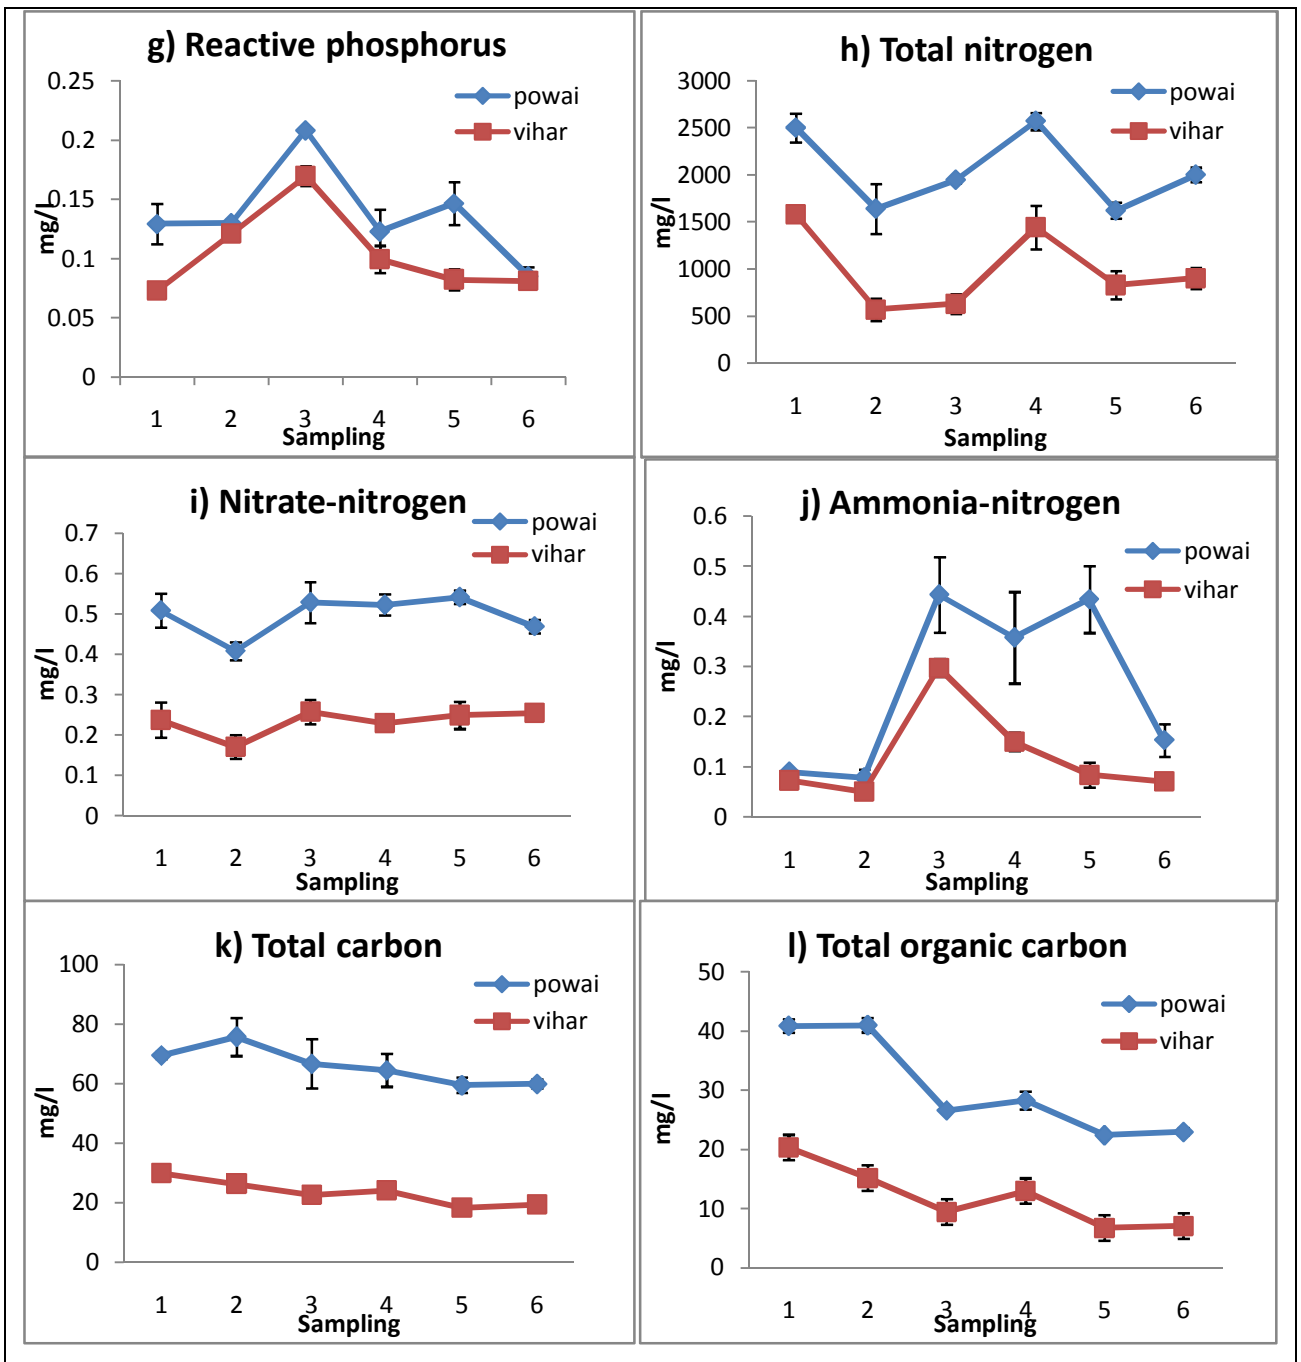 g) Reactive phosphorus
0.25
0.2
0.15
0.1
0.05
0
mg/l
powai
vihar
1 2 3 4 5 6
Sampling
h) Total nitrogen
3000
2500
2000
1500
1000
500
0
mg/l
powai
vihar
1 2 3 4 5 6
Sampling
i) Nitrate-nitrogen
0.7
0.6
0.5
0.4
0.3
0.2
0.1
0
mg/l
powai
vihar
1 2 3 4 5 6
Sampling
j) Ammonia-nitrogen
0.6
0.5
0.4
0.3
0.2
0.1
0
mg/l
powai
vihar
1 2 3 4 5 6
Sampling
k) Total carbon
100
80
60
40
20
0
mg/l
powai
vihar
1 2 3 4 5 6
Sampling
l) Total organic carbon
50
40
30
20
10
0
mg/l
powai
vihar
1 2 3 4 5 6
Sampling